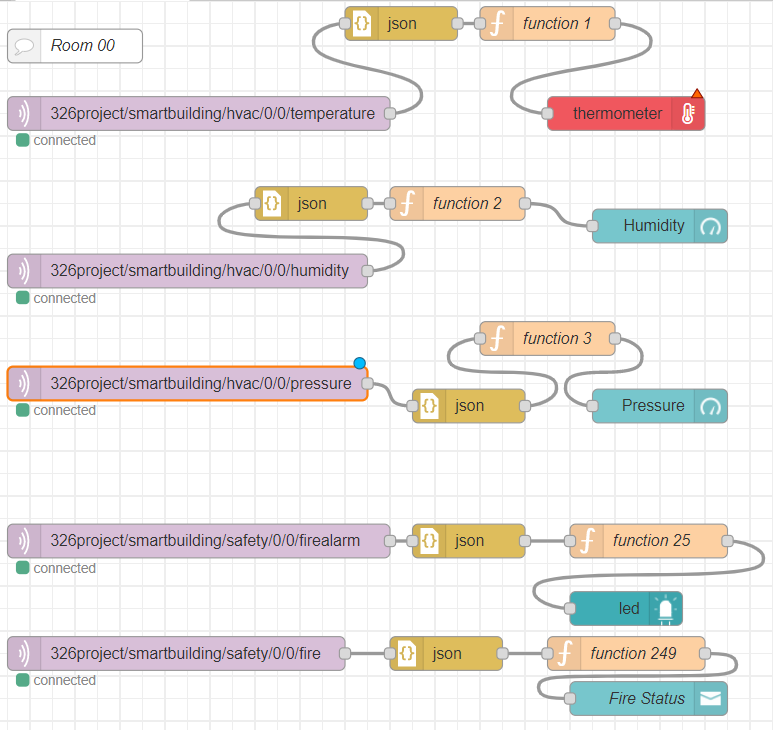 json
function 1
Room 00
326project/smartbuilding/hvac/0/0/temperature
thermometer
connected
json
function 2
Humidity
326project/smartbuilding/hvac/0/0/humidity
connected
function 3
326project/smartbuilding/hvac/0/0/pressure
json
Pressure
connected
326project/smartbuilding/safety/0/0/firealarm
json
function 25
connected
led
326project/smartbuilding/safety/0/0/fire
json
function 249
connected
Fire Status